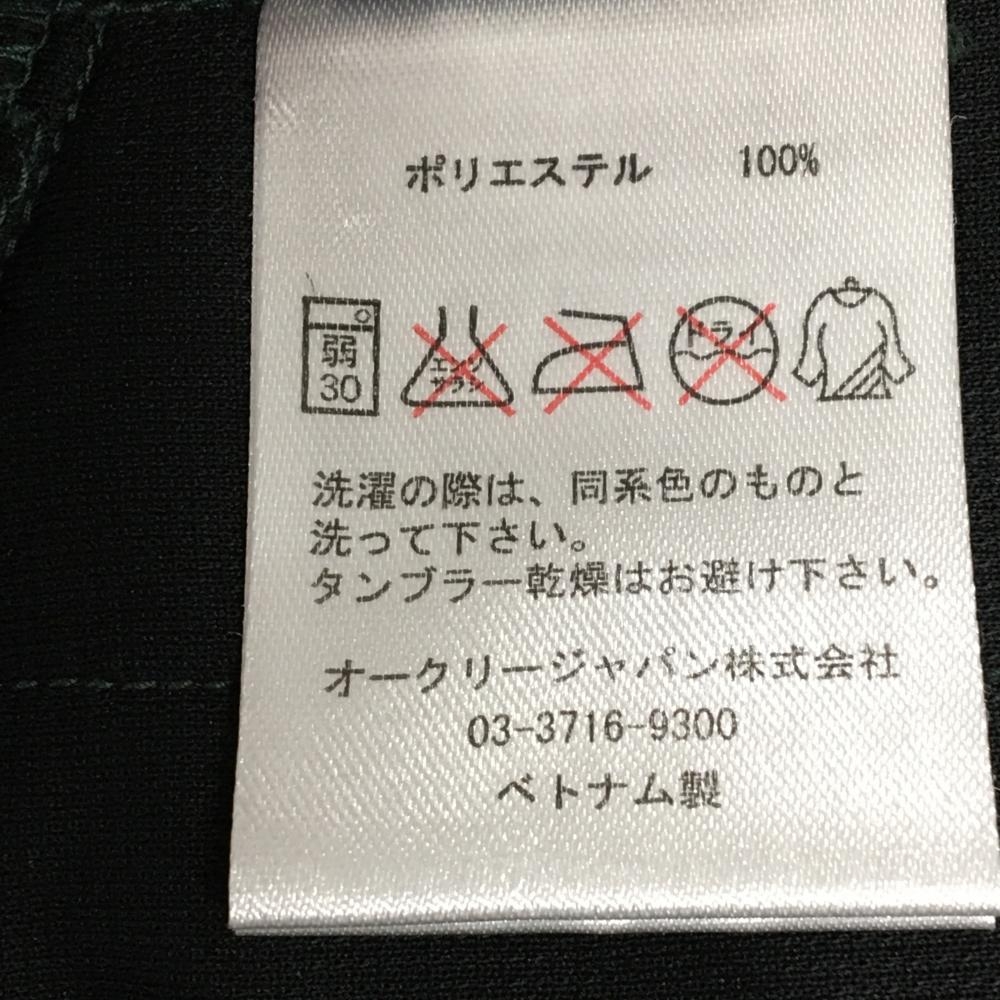 ポリエステル 100%
弱
30
エンソ
サラシ
ドライ
洗濯の際は、同系色のものと
洗って下さい。
タンブラー乾燥はお避け下さい。
オークリージャパン株式会社
03-3716-9300
ベトナム製